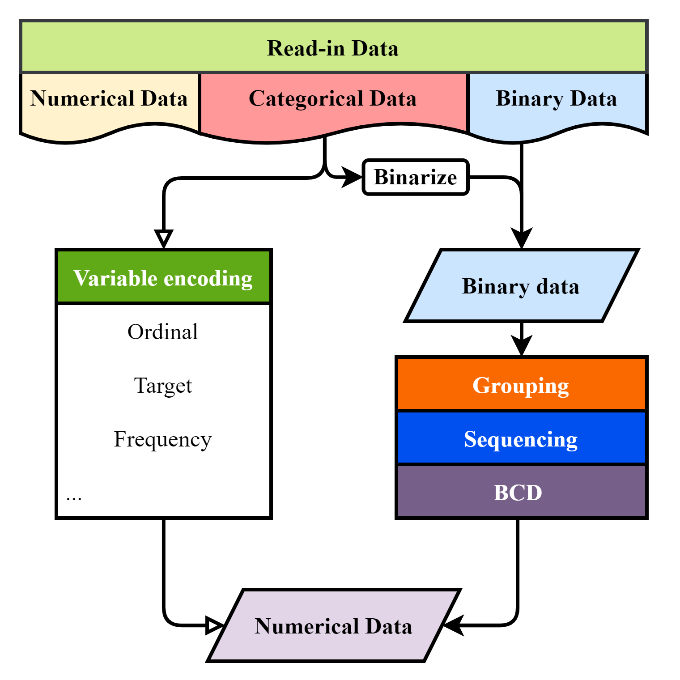 Read-in Data
Numerical Data
Categorical Data
Binary Data
Binarize
Variable encoding
Ordinal
Target
Frequency
...
Binary data
Grouping
Sequencing
BCD
Numerical Data